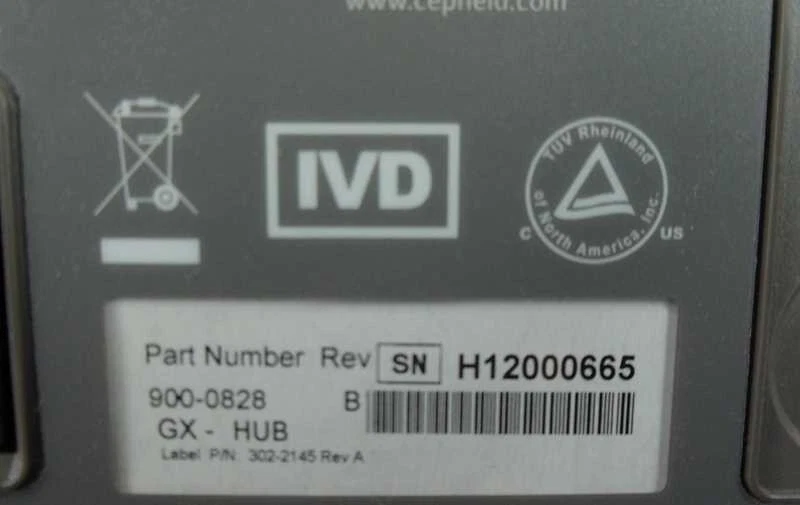 www.cepheid.com
IVD
TÜV Rheinland
of North America, Inc.
C US
Part Number Rev SN H12000665
900-0828 B
GX - HUB
Label P/N: 302-2145 Rev A